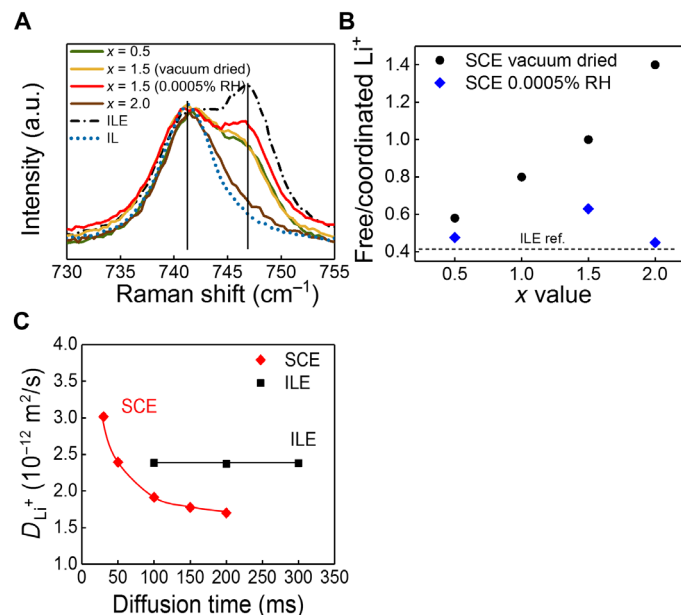 A
x = 0.5
x = 1.5 (vacuum dried)
x = 1.5 (0.0005% RH)
x = 2.0
ILE
IL
Intensity (a.u.)
730 735 740 745 750 755
Raman shift (cm⁻¹)
B
SCE vacuum dried
SCE 0.0005% RH
Free/coordinated Li⁺
1.4
1.2
1.0
0.8
0.6
0.4
ILE ref.
0.5 1.0 1.5 2.0
x value
C
SCE
ILE
SCE
ILE
D_Li⁺ (10⁻¹² m²/s)
4.0
3.5
3.0
2.5
2.0
1.5
1.0
0 50 100 150 200 250 300 350
Diffusion time (ms)